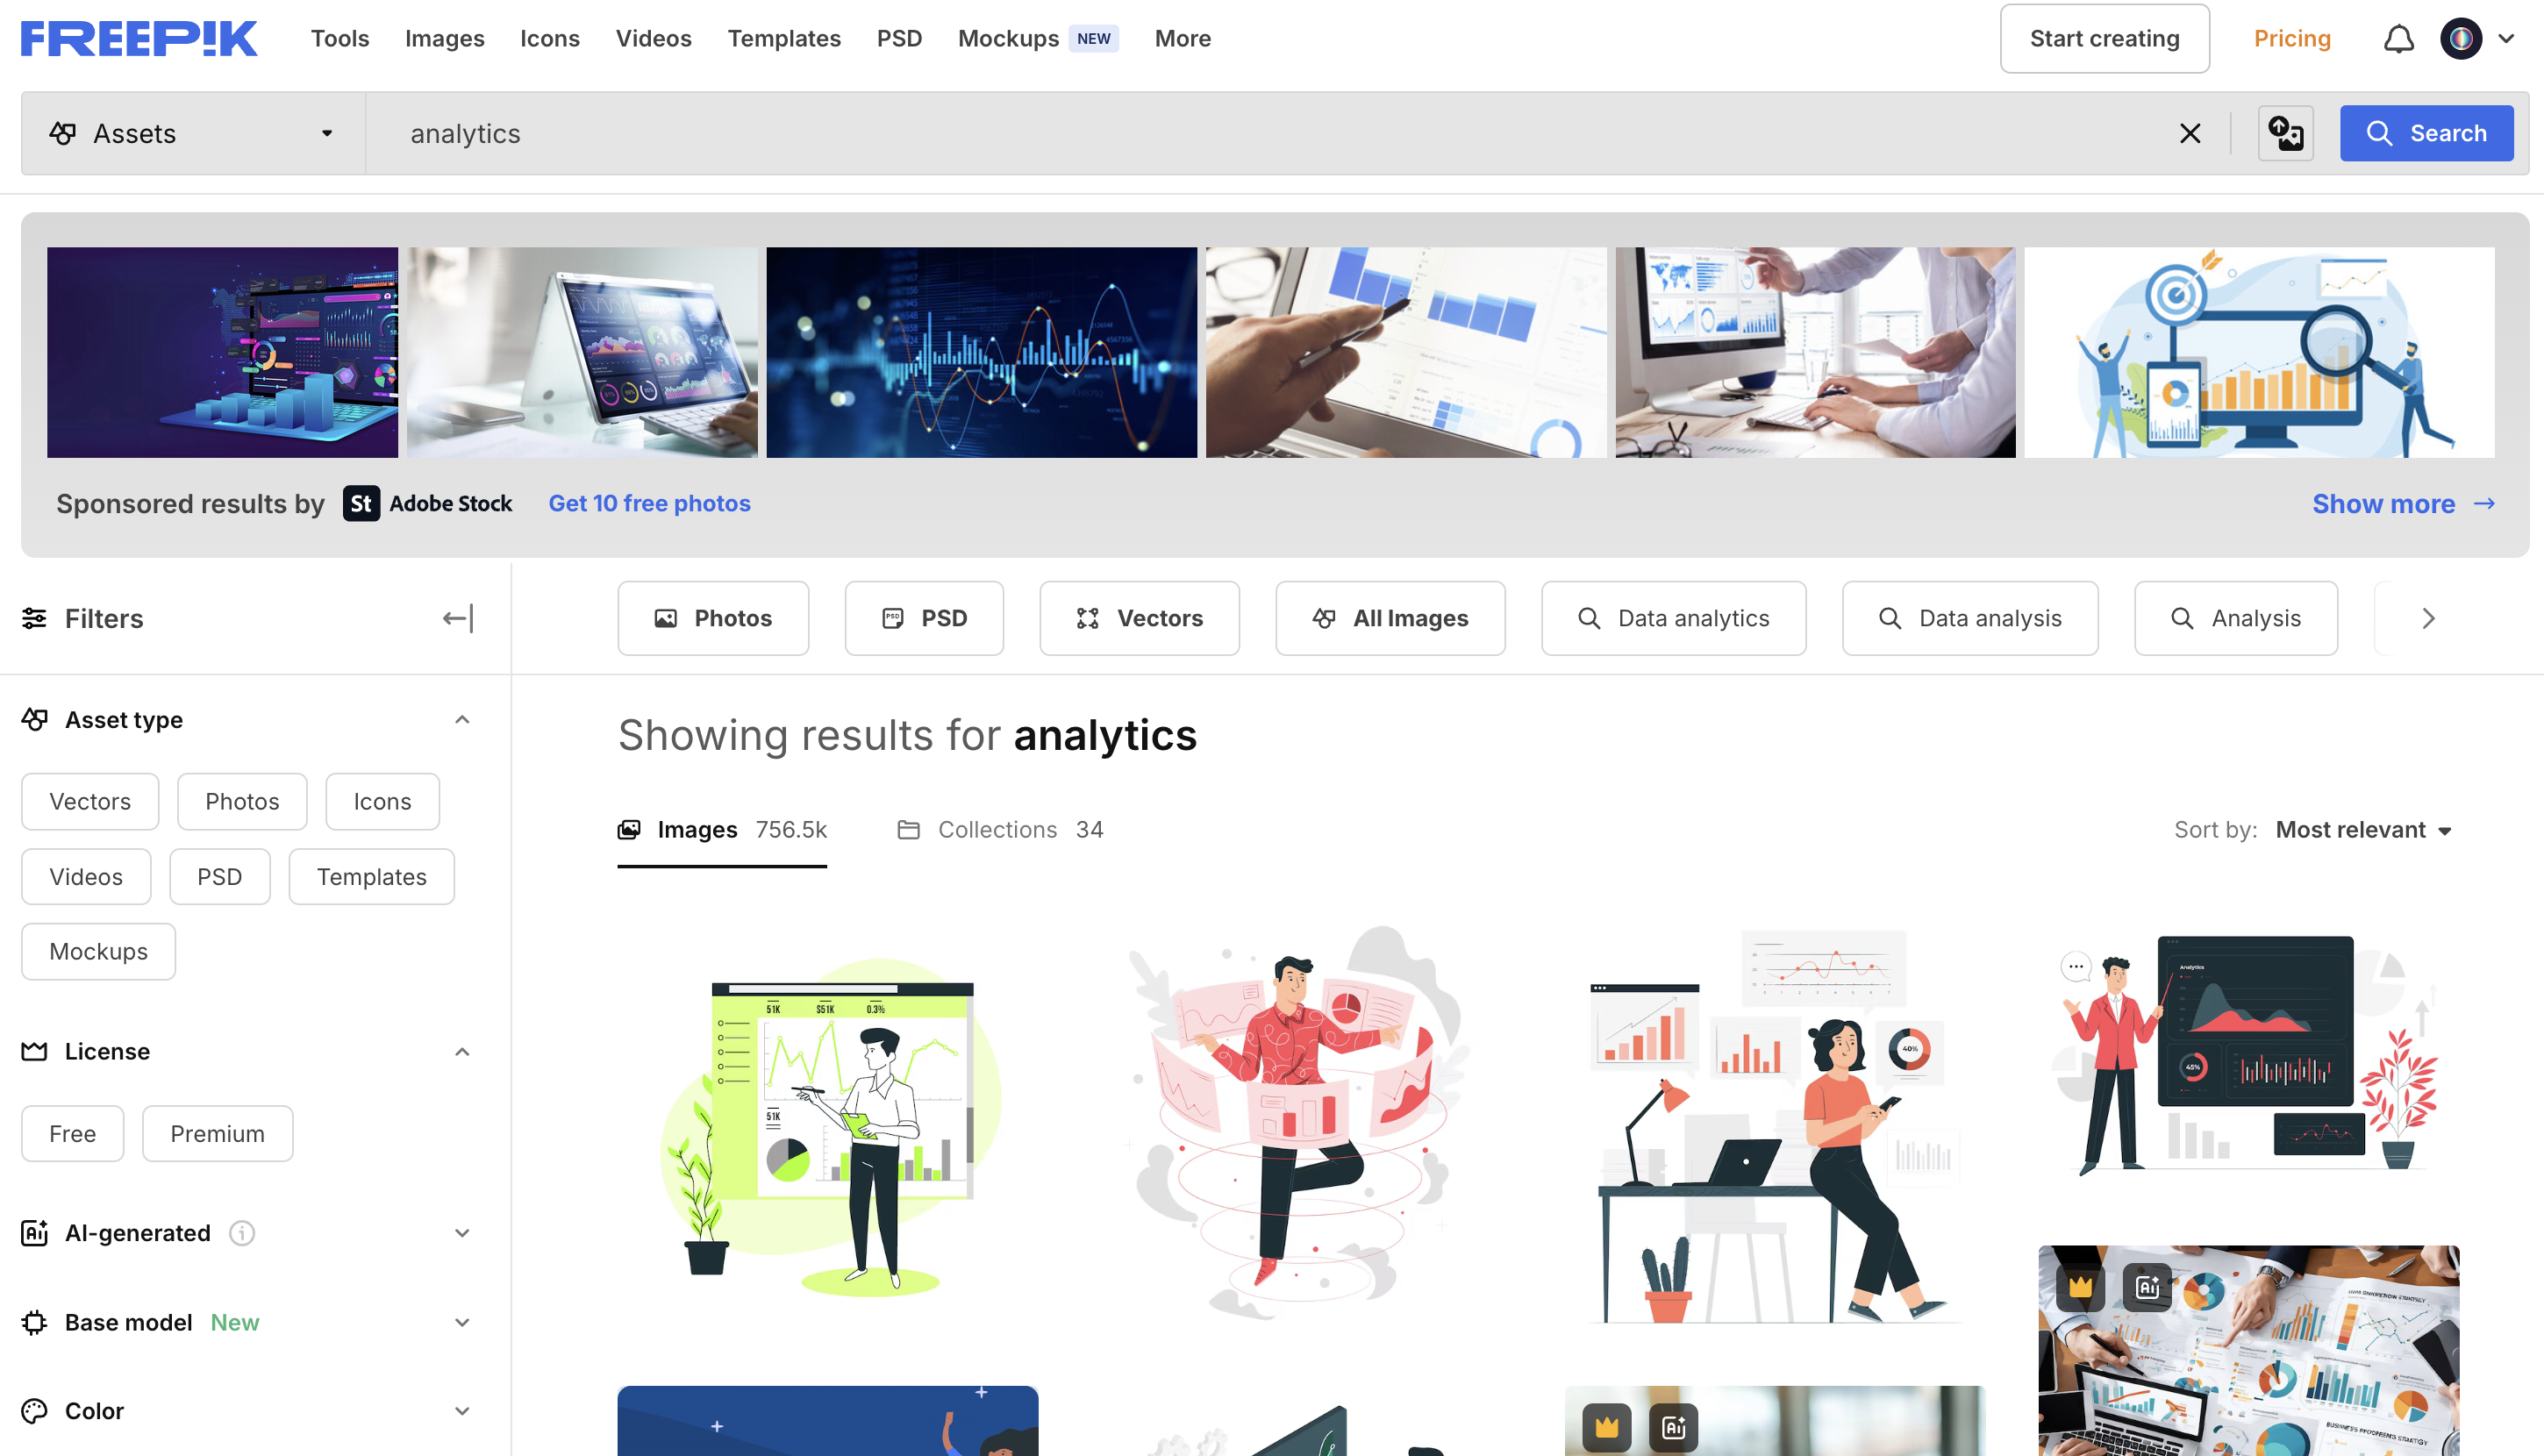 FREEPIK
Tools
Images
Icons
Videos
Templates
PSD
Mockups NEW
More
Start creating
Pricing
Assets
analytics
Search
Sponsored results by St Adobe Stock
Get 10 free photos
Show more →
Filters
Photos
PSD
Vectors
All Images
Data analytics
Data analysis
Analysis
Asset type
Vectors
Photos
Icons
Videos
PSD
Templates
Mockups
License
Free
Premium
AI-generated
Base model New
Color
Showing results for analytics
Images 756.5k
Collections 34
Sort by: Most relevant
51K
$51K
0.3%
51K
40%
Analytics
45%
Ai
Ai